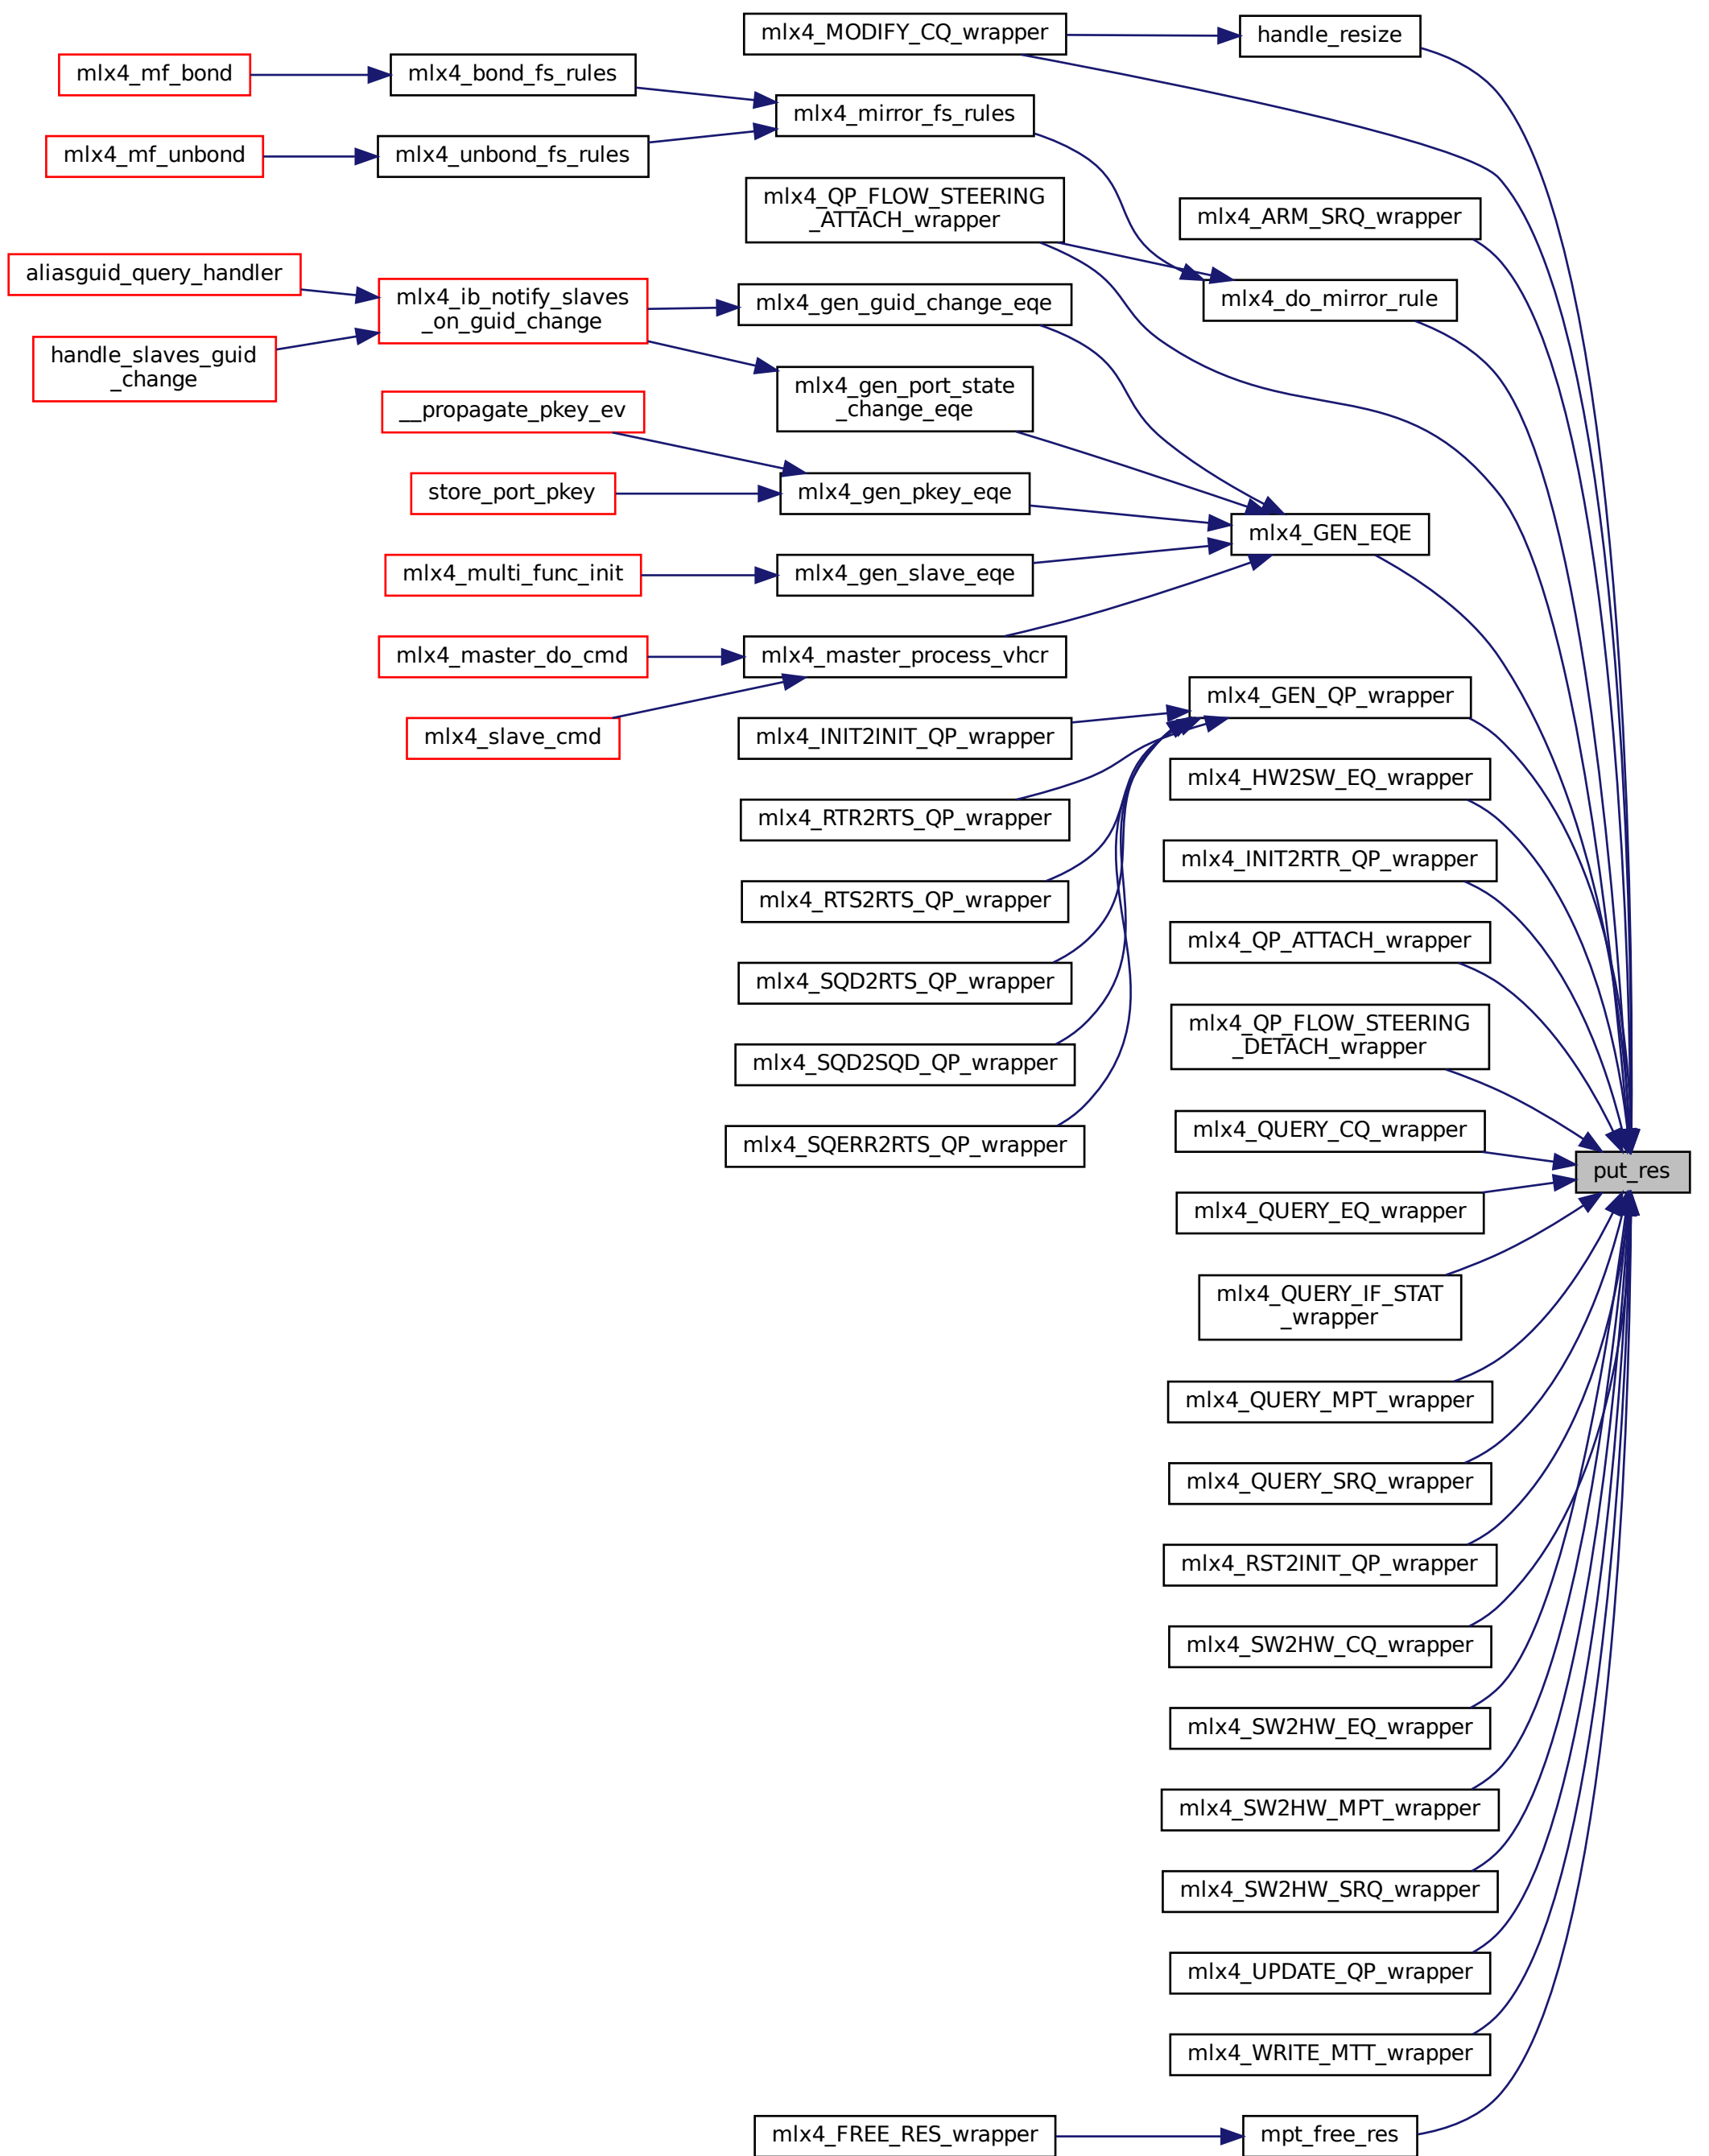 mlx4_MODIFY_CQ_wrapper
handle_resize
mlx4_mf_bond
mlx4_bond_fs_rules
mlx4_mirror_fs_rules
mlx4_mf_unbond
mlx4_unbond_fs_rules
mlx4_QP_FLOW_STEERING
_ATTACH_wrapper
mlx4_ARM_SRQ_wrapper
aliasguid_query_handler
mlx4_ib_notify_slaves
_on_guid_change
mlx4_gen_guid_change_eqe
mlx4_do_mirror_rule
handle_slaves_guid
_change
mlx4_gen_port_state
_change_eqe
__propagate_pkey_ev
store_port_pkey
mlx4_gen_pkey_eqe
mlx4_GEN_EQE
mlx4_multi_func_init
mlx4_gen_slave_eqe
mlx4_master_do_cmd
mlx4_master_process_vhcr
mlx4_GEN_QP_wrapper
mlx4_slave_cmd
mlx4_INIT2INIT_QP_wrapper
mlx4_HW2SW_EQ_wrapper
mlx4_RTR2RTS_QP_wrapper
mlx4_INIT2RTR_QP_wrapper
mlx4_RTS2RTS_QP_wrapper
mlx4_QP_ATTACH_wrapper
mlx4_SQD2RTS_QP_wrapper
mlx4_QP_FLOW_STEERING
_DETACH_wrapper
mlx4_SQD2SQD_QP_wrapper
mlx4_QUERY_CQ_wrapper
mlx4_SQERR2RTS_QP_wrapper
put_res
mlx4_QUERY_EQ_wrapper
mlx4_QUERY_IF_STAT
_wrapper
mlx4_QUERY_MPT_wrapper
mlx4_QUERY_SRQ_wrapper
mlx4_RST2INIT_QP_wrapper
mlx4_SW2HW_CQ_wrapper
mlx4_SW2HW_EQ_wrapper
mlx4_SW2HW_MPT_wrapper
mlx4_SW2HW_SRQ_wrapper
mlx4_UPDATE_QP_wrapper
mlx4_WRITE_MTT_wrapper
mlx4_FREE_RES_wrapper
mpt_free_res